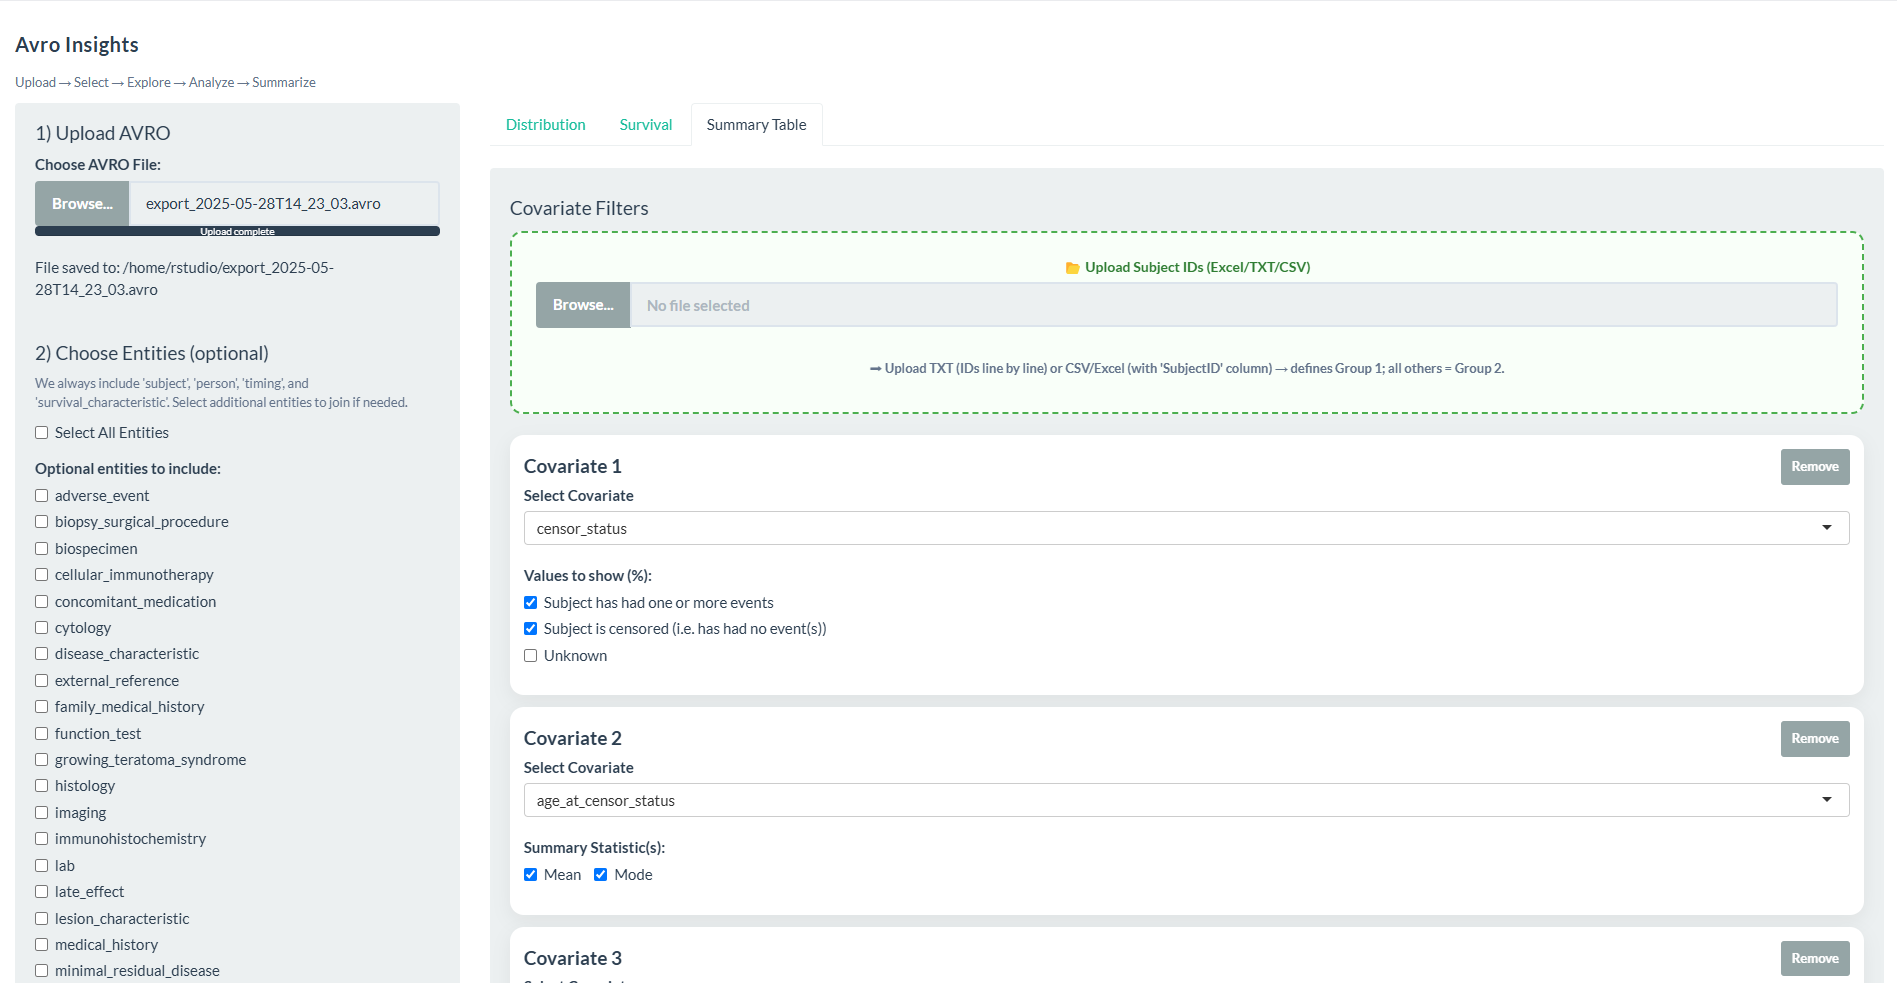 Avro Insights
Upload → Select → Explore → Analyze → Summarize
1) Upload AVRO
Choose AVRO File:
Browse... export_2025-05-28T14_23_03.avro
Upload complete
File saved to: /home/rstudio/export_2025-05-
28T14_23_03.avro
2) Choose Entities (optional)
We always include 'subject', 'person', 'timing', and
'survival_characteristic'. Select additional entities to join if needed.
Select All Entities
Optional entities to include:
adverse_event
biopsy_surgical_procedure
biospecimen
cellular_immunotherapy
concomitant_medication
cytology
disease_characteristic
external_reference
family_medical_history
function_test
growing_teratoma_syndrome
histology
imaging
immunohistochemistry
lab
late_effect
lesion_characteristic
medical_history
minimal_residual_disease
Distribution Survival Summary Table
Covariate Filters
📂 Upload Subject IDs (Excel/TXT/CSV)
Browse... No file selected
➡ Upload TXT (IDs line by line) or CSV/Excel (with 'SubjectID' column) → defines Group 1; all others = Group 2.
Covariate 1 Remove
Select Covariate
censor_status
Values to show (%):
Subject has had one or more events
Subject is censored (i.e. has had no event(s))
Unknown
Covariate 2 Remove
Select Covariate
age_at_censor_status
Summary Statistic(s):
Mean Mode
Covariate 3 Remove